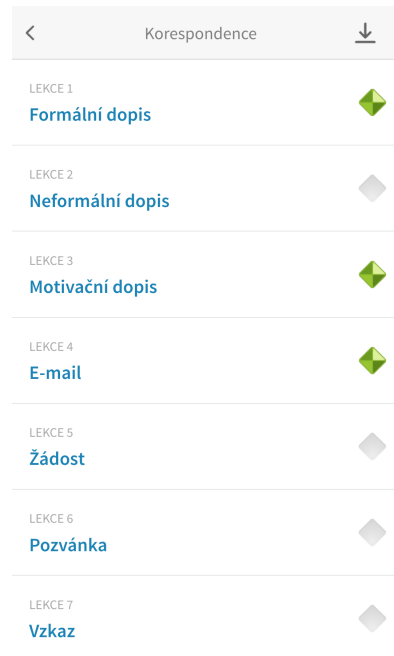 Korespondence
LEKCE 1
Formální dopis
LEKCE 2
Neformální dopis
LEKCE 3
Motivační dopis
LEKCE 4
E-mail
LEKCE 5
Žádost
LEKCE 6
Pozvánka
LEKCE 7
Vzkaz